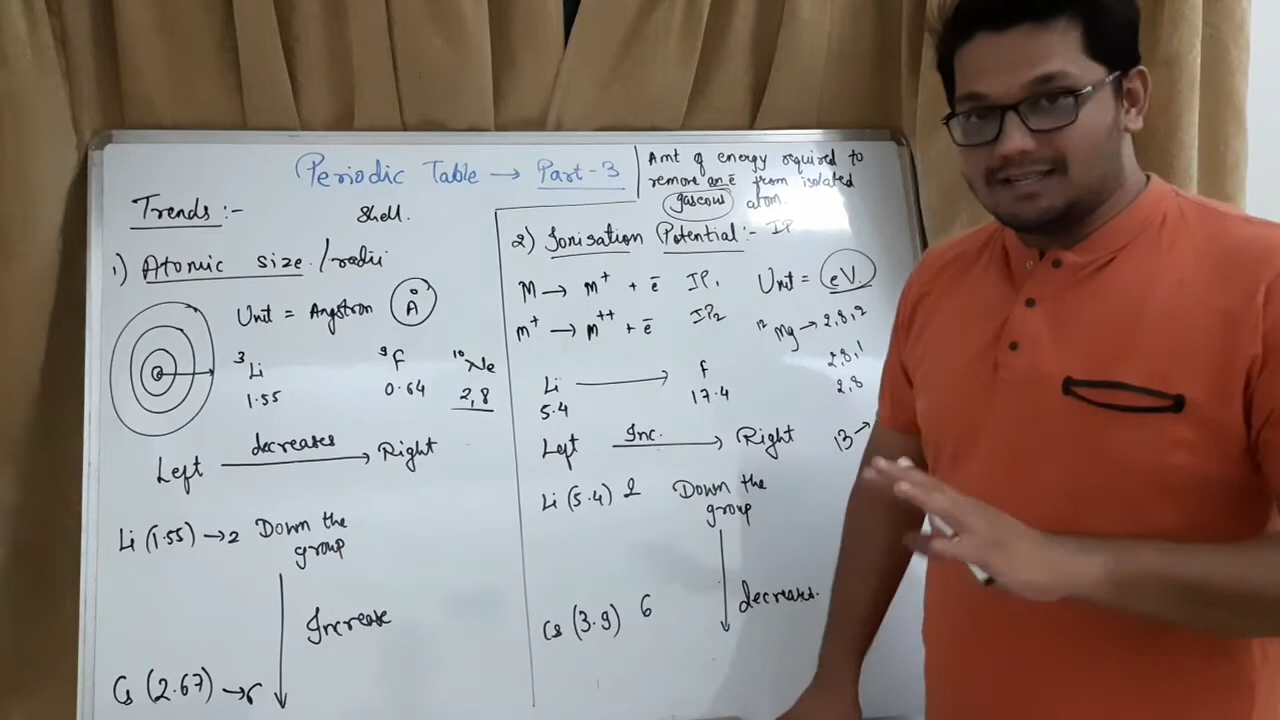 Periodic Table → Part-3
Trends :-
Shell.
1) Atomic size /radii
Unit = Angstron Å
3 Li 9 F 10 Ne
1.55 0.64 2,8
Left decreases → Right
Li (1.55) → 2 Down the group
Increase
Cs (2.67) → 6
Amt of energy required to
remove an ē from isolated
gaseous atom.
2) Ionisation Potential :- IP
M → m⁺ + ē IP₁ Unit = eV
m⁺ → m⁺⁺ + ē IP₂
12 Mg → 2,8,2
2,8,1
2,8
Li → F
5.4 17.4
Left Inc. → Right 13 →
Li (5.4) 2 Down the group
decreases.
Cs (3.9) 6